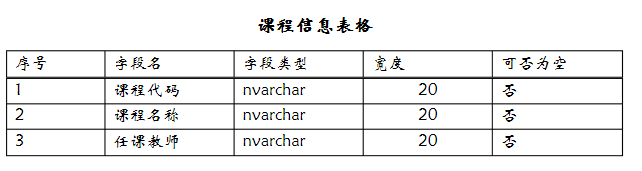 课程信息表格
序号 字段名 字段类型 宽度 可否为空
1 课程代码 nvarchar 20 否
2 课程名称 nvarchar 20 否
3 任课教师 nvarchar 20 否